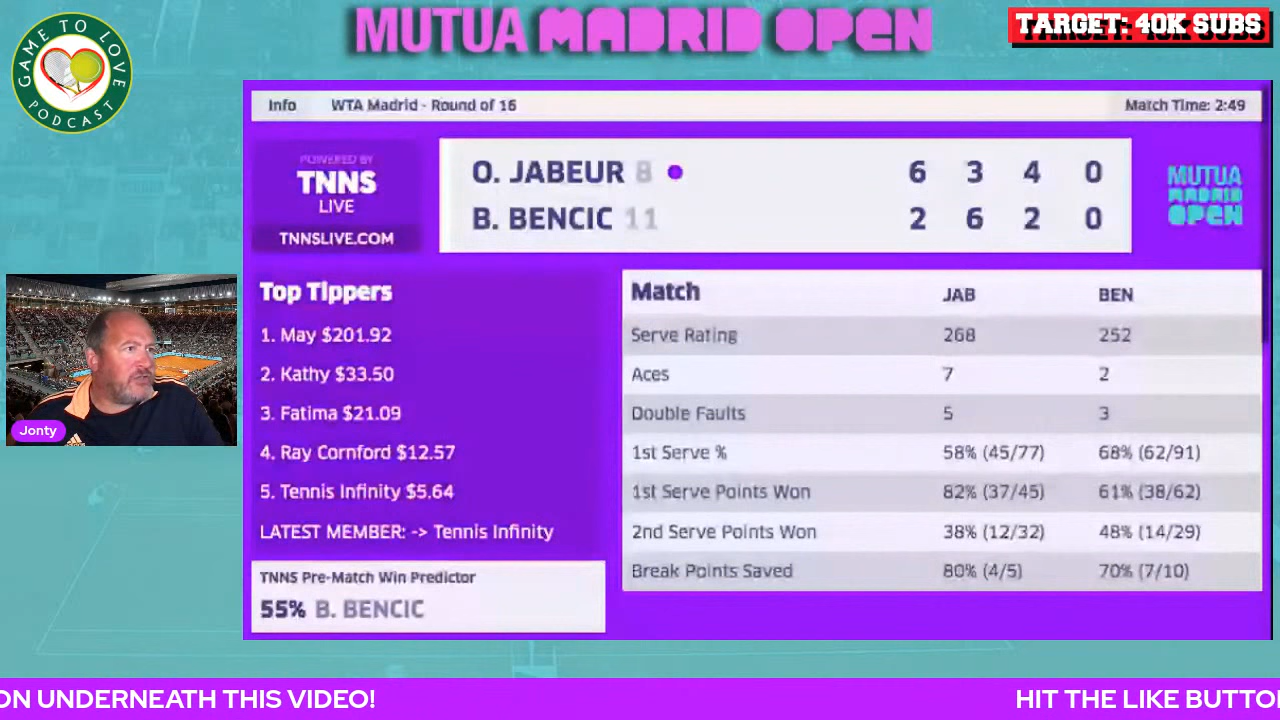 GAME TO LOVE
PODCAST
MUTUA MADRID OPEN
TARGET: 40K SUBS
Info WTA Madrid - Round of 16 Match Time: 2:49
POWERED BY
TNNS
LIVE
TNNSLIVE.COM
O. JABEUR 8 6 3 4 0
B. BENCIC 11 2 6 2 0
MUTUA
MADRID
OPEN
Top Tippers
1. May $201.92
2. Kathy $33.50
3. Fatima $21.09
4. Ray Cornford $12.57
5. Tennis Infinity $5.64
LATEST MEMBER: -> Tennis Infinity
TNNS Pre-Match Win Predictor
55% B. BENCIC
Match JAB BEN
Serve Rating 268 252
Aces 7 2
Double Faults 5 3
1st Serve % 58% (45/77) 68% (62/91)
1st Serve Points Won 82% (37/45) 61% (38/62)
2nd Serve Points Won 38% (12/32) 48% (14/29)
Break Points Saved 80% (4/5) 70% (7/10)
Jonty
ON UNDERNEATH THIS VIDEO! HIT THE LIKE BUTTO